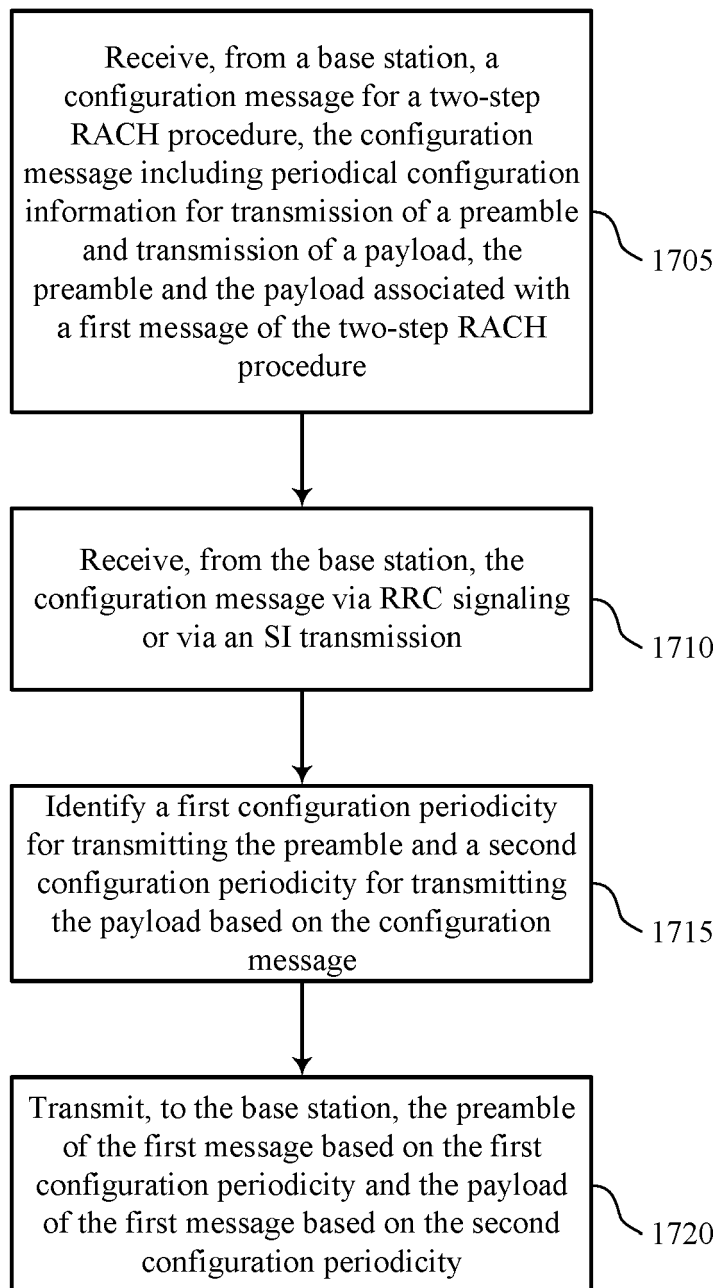 Receive, from a base station, a
configuration message for a two-step
RACH procedure, the configuration
message including periodical configuration
information for transmission of a preamble
and transmission of a payload, the
preamble and the payload associated with
a first message of the two-step RACH
procedure
1705
Receive, from the base station, the
configuration message via RRC signaling
or via an SI transmission
1710
Identify a first configuration periodicity
for transmitting the preamble and a second
configuration periodicity for transmitting
the payload based on the configuration
message
1715
Transmit, to the base station, the preamble
of the first message based on the first
configuration periodicity and the payload
of the first message based on the second
configuration periodicity
1720